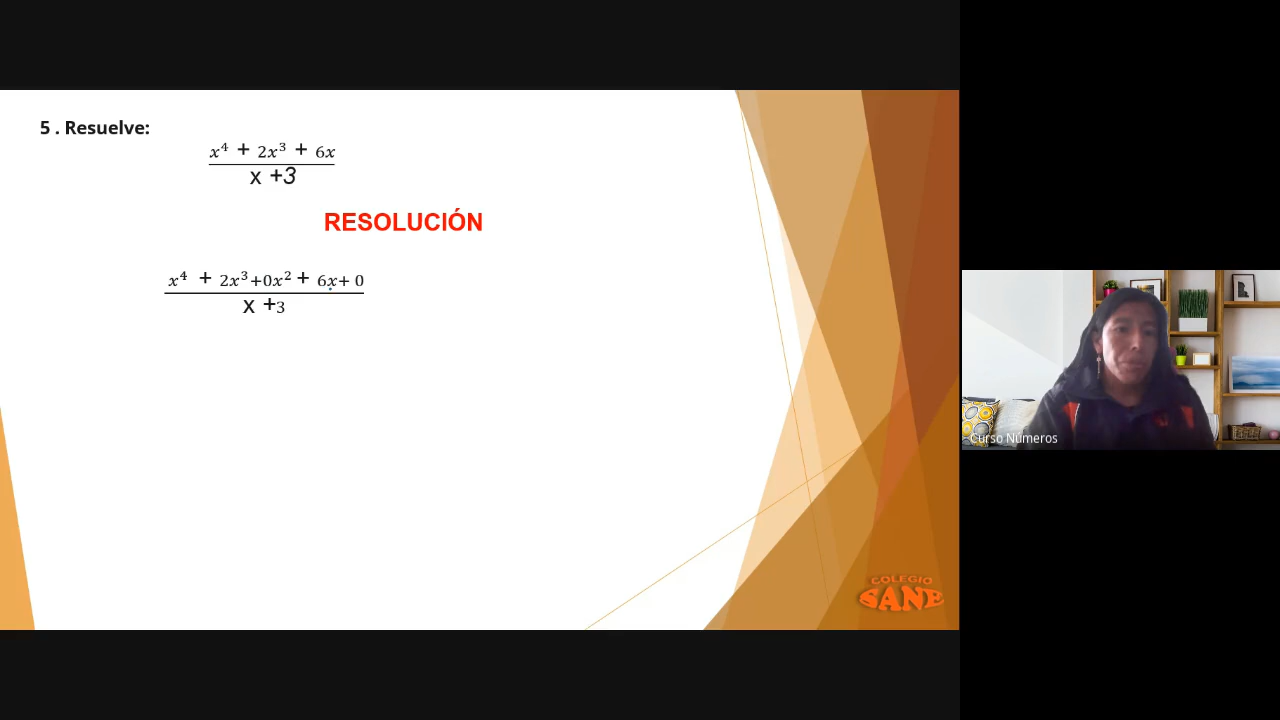 5 . Resuelve:
x⁴ + 2x³ + 6x
x +3
RESOLUCIÓN
x⁴ + 2x³+0x² + 6x+ 0
x +3
Curso Números
COLEGIO
SANE